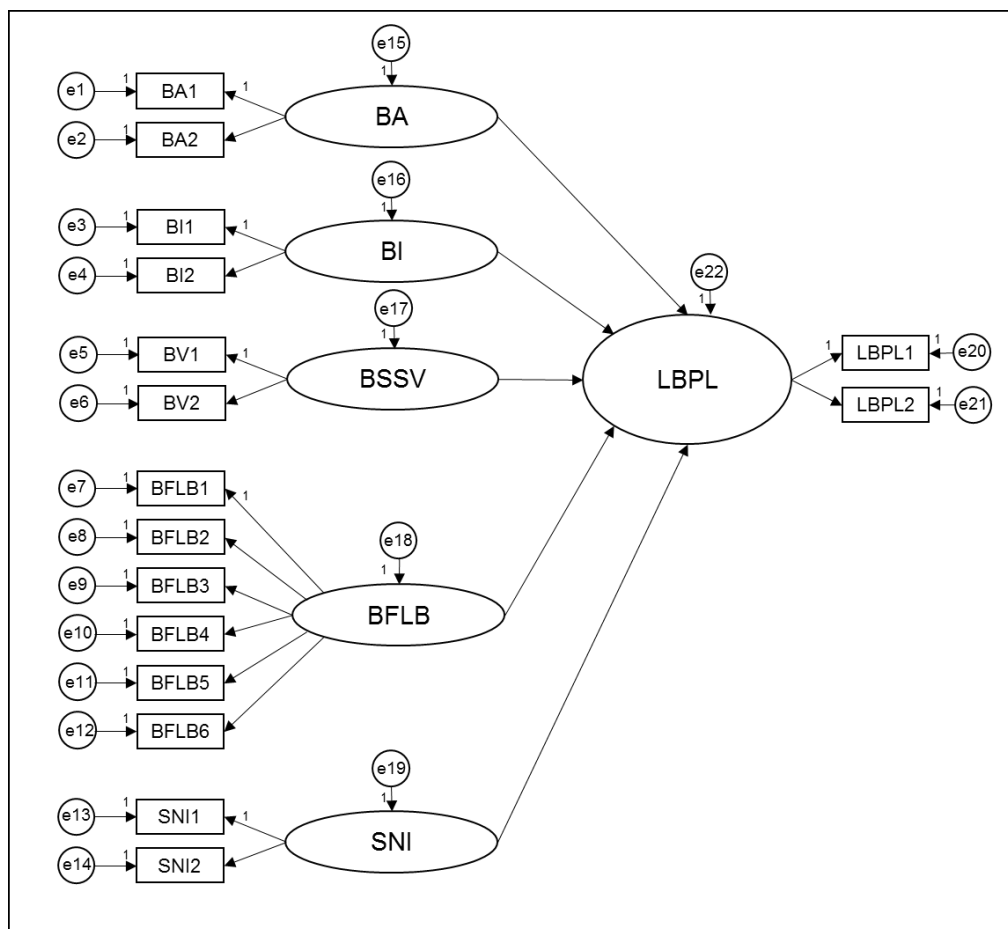 e15
1
e1
1
BA1
1
BA
e2
1
BA2
e16
1
e3
1
BI1
1
BI
e4
1
BI2
e22
1
e17
1
e5
1
BV1
1
BSSV
LBPL
1
LBPL1
1
e20
e6
1
BV2
LBPL2
1
e21
e7
1
BFLB1
1
e8
1
BFLB2
e18
1
e9
1
BFLB3
BFLB
e10
1
BFLB4
e11
1
BFLB5
e12
1
BFLB6
e19
1
e13
1
SNI1
1
SNI
e14
1
SNI2